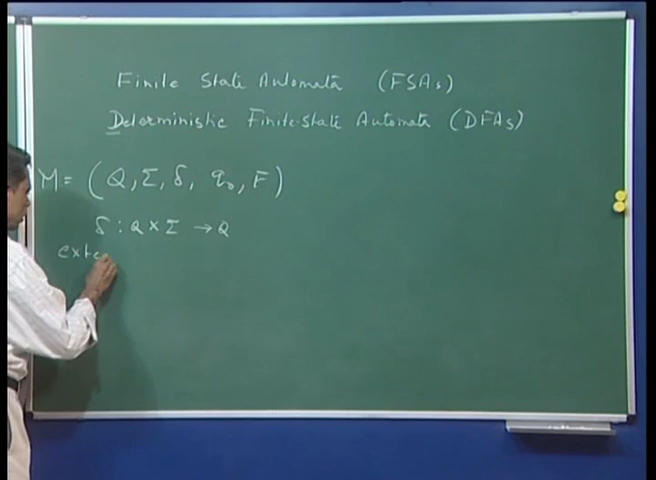 Finite State Automata (FSAs)
Deterministic Finite-State Automata (DFAs)
M = (Q, Σ, δ, q₀, F)
δ : Q × Σ → Q
exte